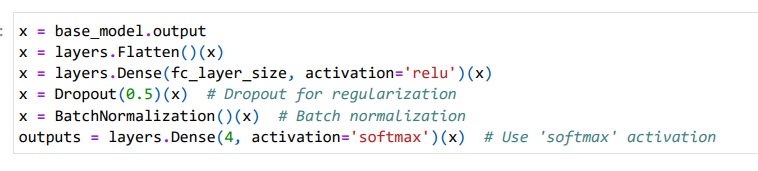 :
x = base_model.output
x = layers.Flatten()(x)
x = layers.Dense(fc_layer_size, activation='relu')(x)
x = Dropout(0.5)(x)  # Dropout for regularization
x = BatchNormalization()(x)  # Batch normalization
outputs = layers.Dense(4, activation='softmax')(x)  # Use 'softmax' activation